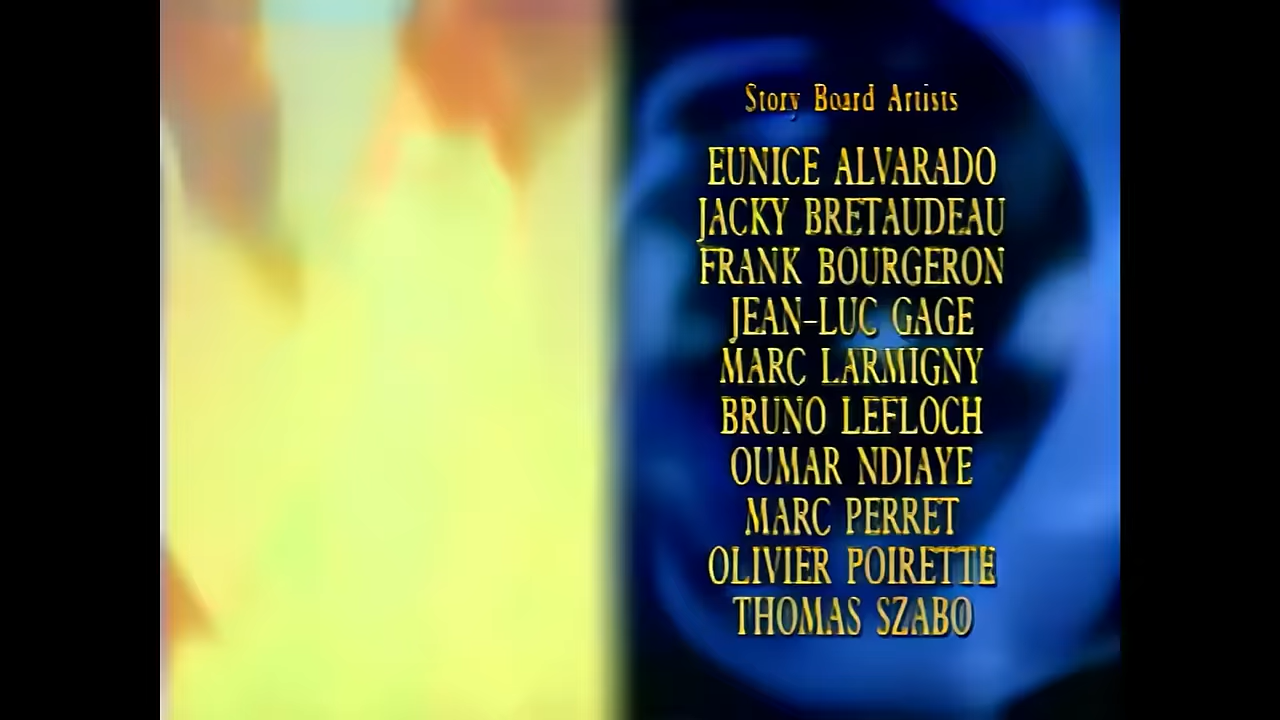 Story Board Artists
EUNICE ALVARADO
JACKY BRETAUDEAU
FRANK BOURGERON
JEAN-LUC GAGE
MARC LARMIGNY
BRUNO LEFLOCH
OUMAR NDIAYE
MARC PERRET
OLIVIER POIRETTE
THOMAS SZABO